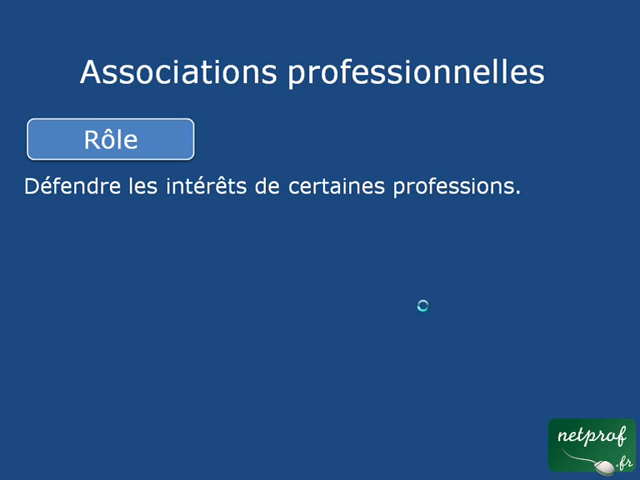 Associations professionnelles
Rôle
Défendre les intérêts de certaines professions.
netprof
.fr